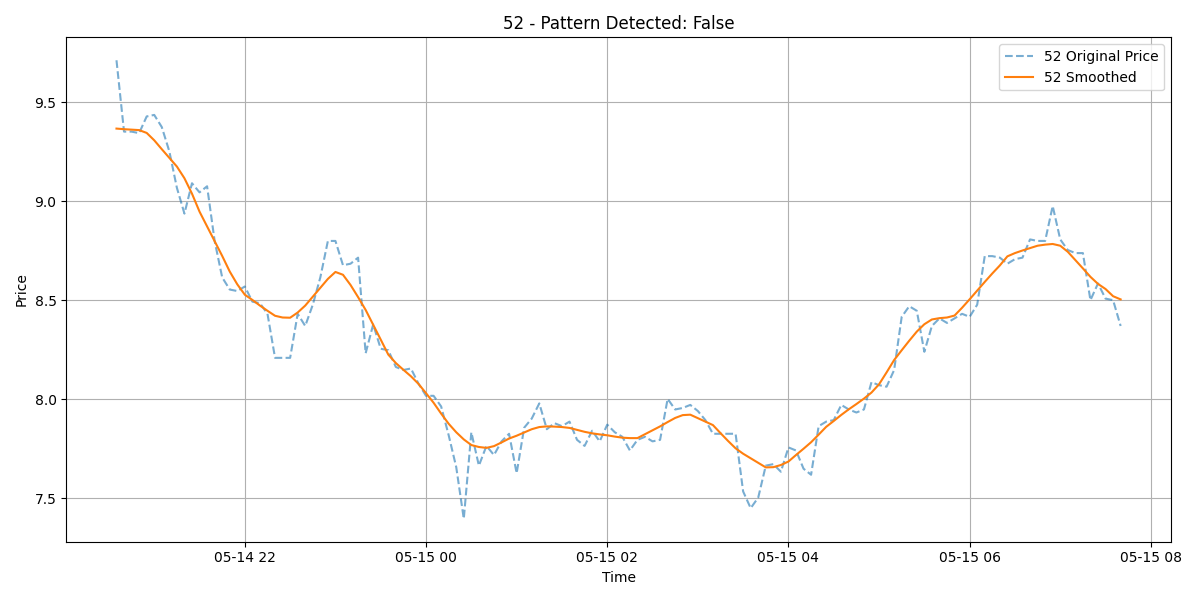 52 - Pattern Detected: False
52 Original Price
52 Smoothed
Price
9.5
9.0
8.5
8.0
7.5
05-14 22
05-15 00
05-15 02
05-15 04
05-15 06
05-15 08
Time